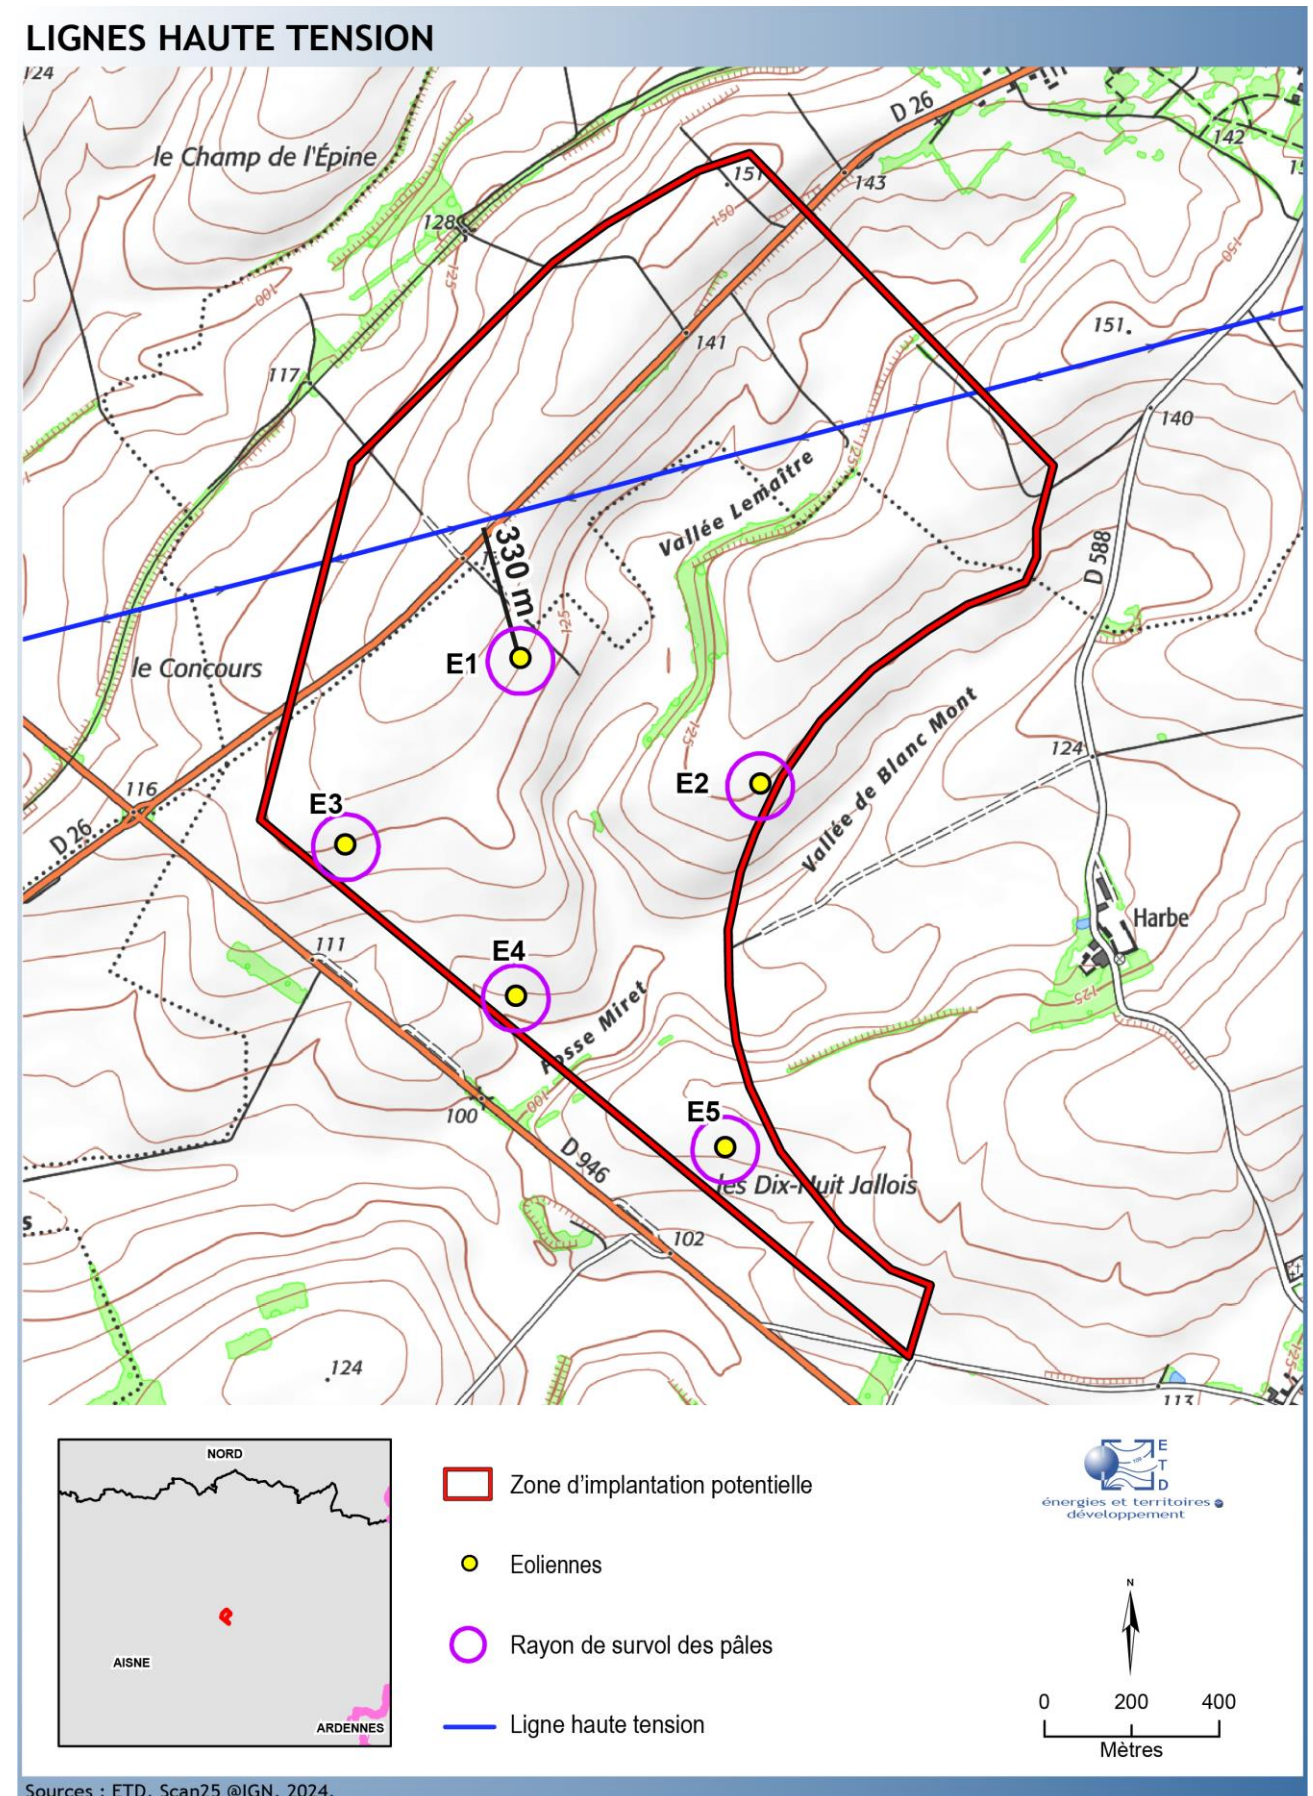 LIGNES HAUTE TENSION
124
le Champ de l'Épine
D 26
142
151
143
128
150
125
150
100
151
141
117
140
125
Vallée Lemaître
330 m
D 588
125
le Concours
E1
125
Vallée de Blanc Mont
124
E2
116
E3
D 26
Harbe
111
E4
125
Fosse Miret
100
100
E5
D 946
les Dix-Huit Jallois
102
124
125
113
NORD
AISNE
ARDENNES
Zone d'implantation potentielle
Eoliennes
Rayon de survol des pâles
Ligne haute tension
E
T
D
énergies et territoires
développement
N
0 200 400
Mètres
Sources : ETD, Scan25 @IGN, 2024.